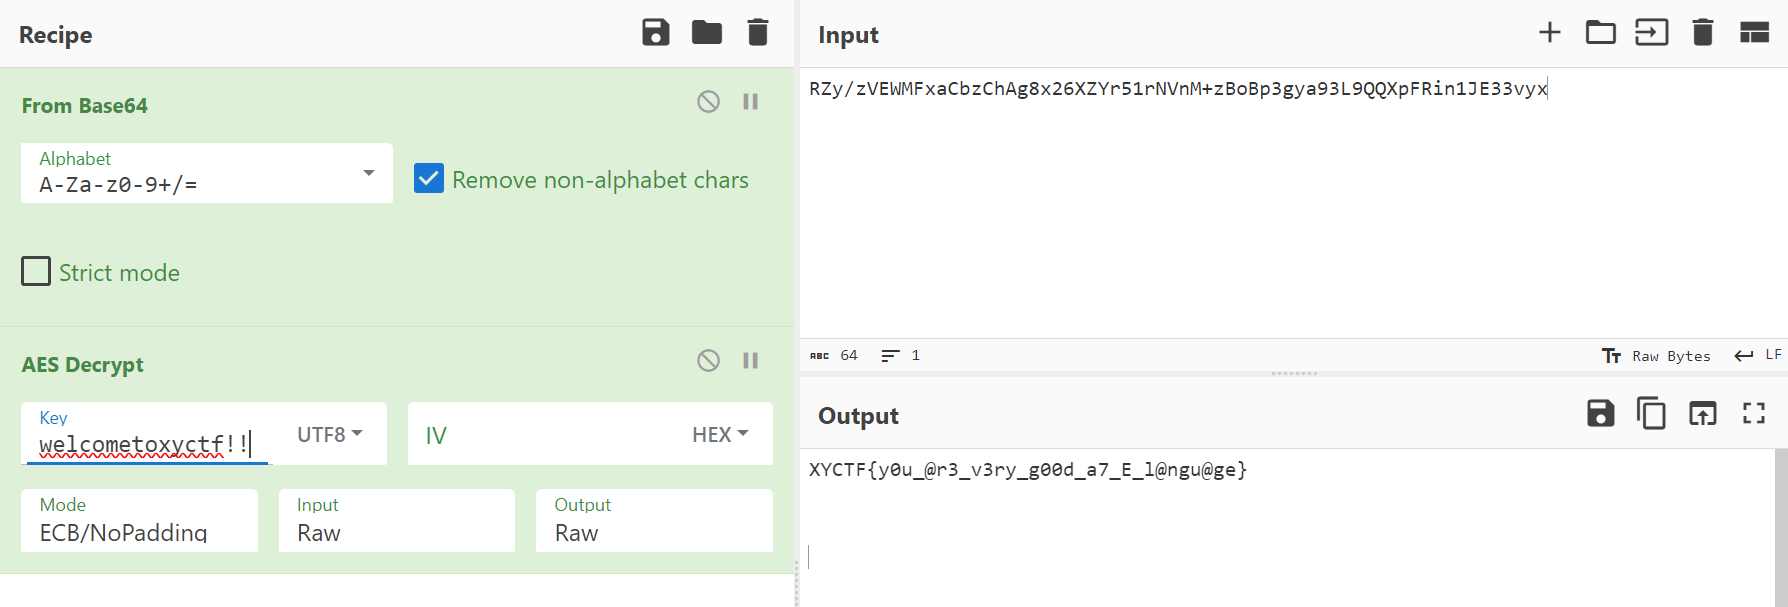 Recipe
From Base64
Alphabet
A-Za-z0-9+/=
Remove non-alphabet chars
Strict mode
AES Decrypt
Key
welcometoxyctf!!
UTF8
IV
HEX
Mode
ECB/NoPadding
Input
Raw
Output
Raw
Input
RZy/zVEWMFxaCbzChAg8x26XZYr51rNVnM+zBoBp3gya93L9QQXpFRin1JE33vyx
ABC 64
1
Raw Bytes
LF
Output
XYCTF{y0u_@r3_v3ry_g00d_a7_E_l@ngu@ge}